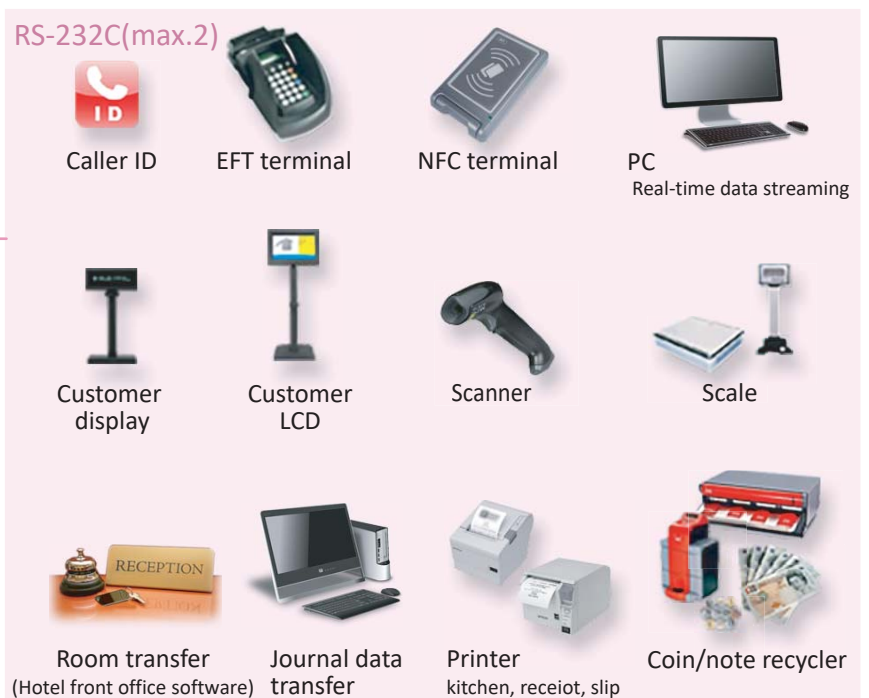 RS-232C(max.2)
ID
Caller ID
EFT terminal
NFC terminal
PC
Real-time data streaming
Customer
display
Customer
LCD
Scanner
Scale
RECEPTION
Room transfer
(Hotel front office software)
Journal data
transfer
Printer
kitchen, receiot, slip
Coin/note recycler